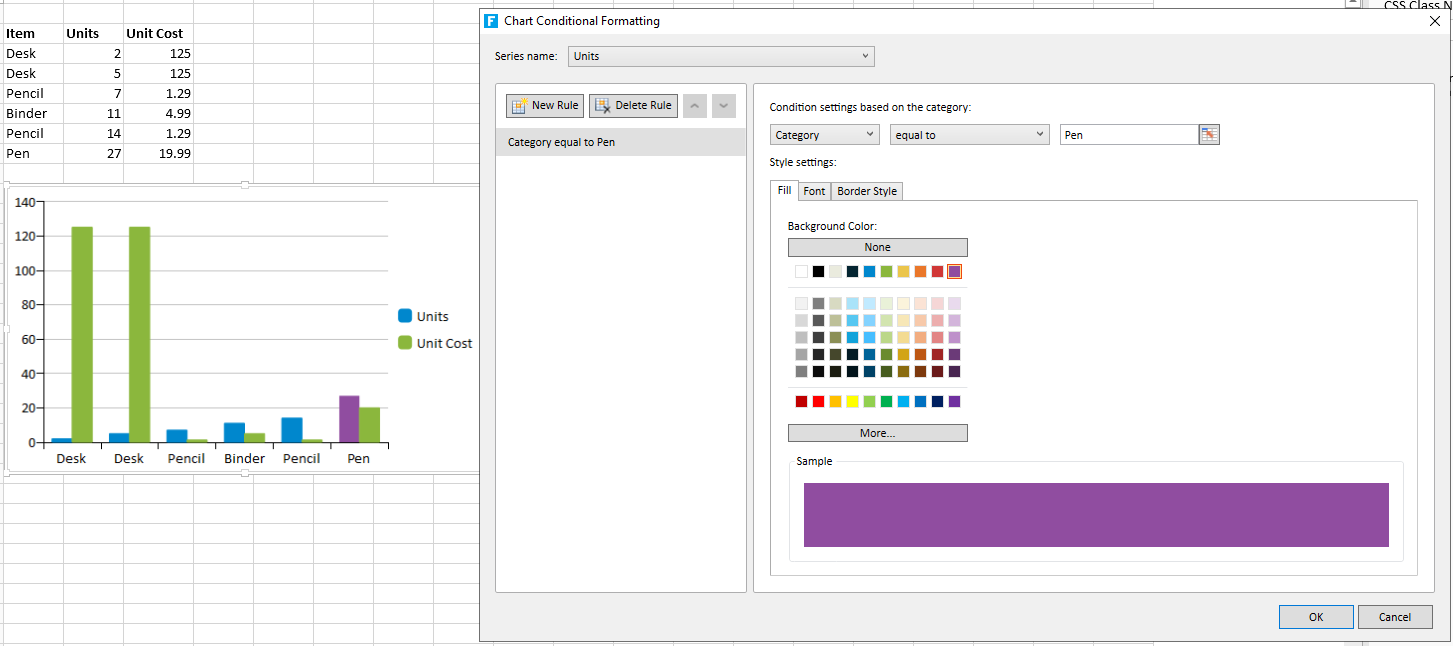 CSS Class N
Item Units Unit Cost
Desk 2 125
Desk 5 125
Pencil 7 1.29
Binder 11 4.99
Pencil 14 1.29
Pen 27 19.99
140
120
100
80
60
40
20
0
Desk Desk Pencil Binder Pencil Pen
Units
Unit Cost
F Chart Conditional Formatting
Series name: Units
New Rule Delete Rule
Category equal to Pen
Condition settings based on the category:
Category equal to Pen
Style settings:
Fill Font Border Style
Background Color:
None
More...
Sample
OK Cancel